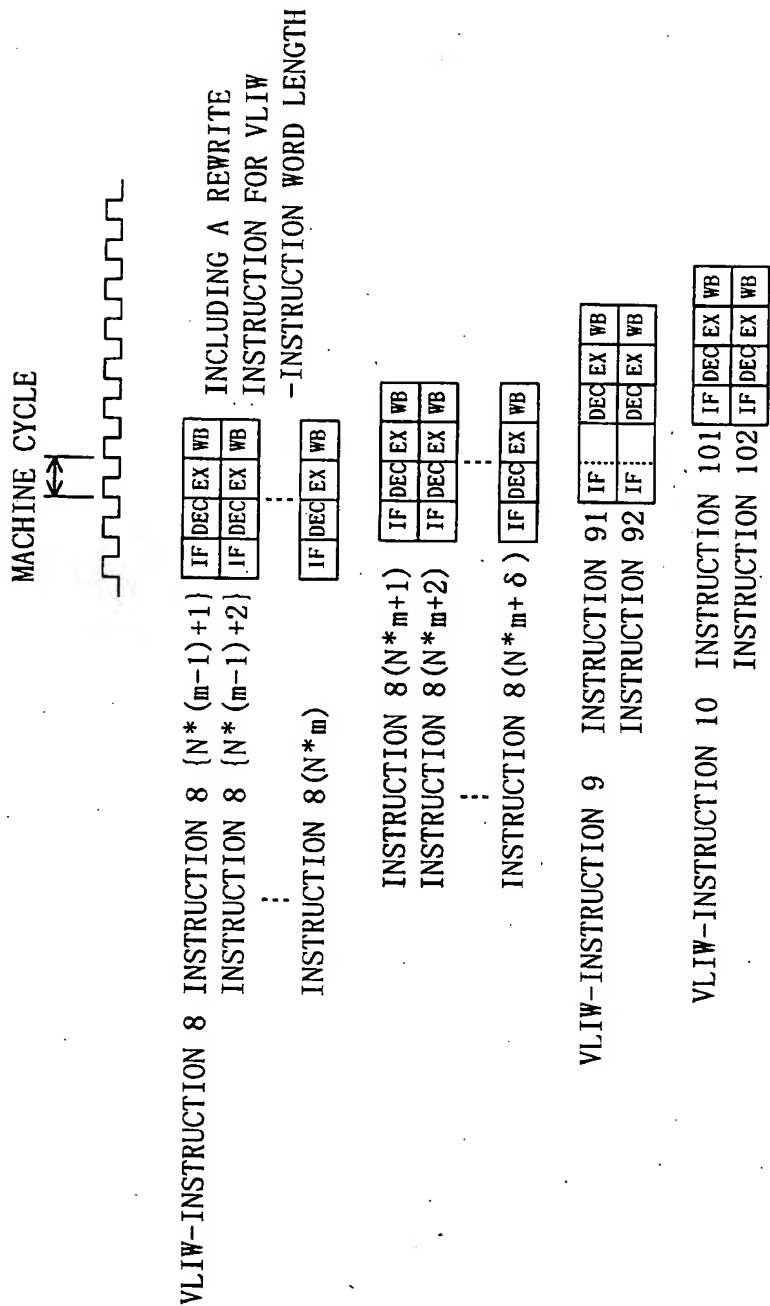 MACHINE CYCLE
VLIW-INSTRUCTION 8 INSTRUCTION 8 {N*(m-1)+1} IF DEC EX WB INCLUDING A REWRITE
INSTRUCTION 8 {N*(m-1)+2} IF DEC EX WB INSTRUCTION FOR VLIW
-INSTRUCTION WORD LENGTH
INSTRUCTION 8(N*m) IF DEC EX WB
INSTRUCTION 8(N*m+1) IF DEC EX WB
INSTRUCTION 8(N*m+2) IF DEC EX WB
INSTRUCTION 8(N*m+δ) IF DEC EX WB
VLIW-INSTRUCTION 9 INSTRUCTION 91 IF DEC EX WB
INSTRUCTION 92 IF DEC EX WB
VLIW-INSTRUCTION 10 INSTRUCTION 101 IF DEC EX WB
INSTRUCTION 102 IF DEC EX WB